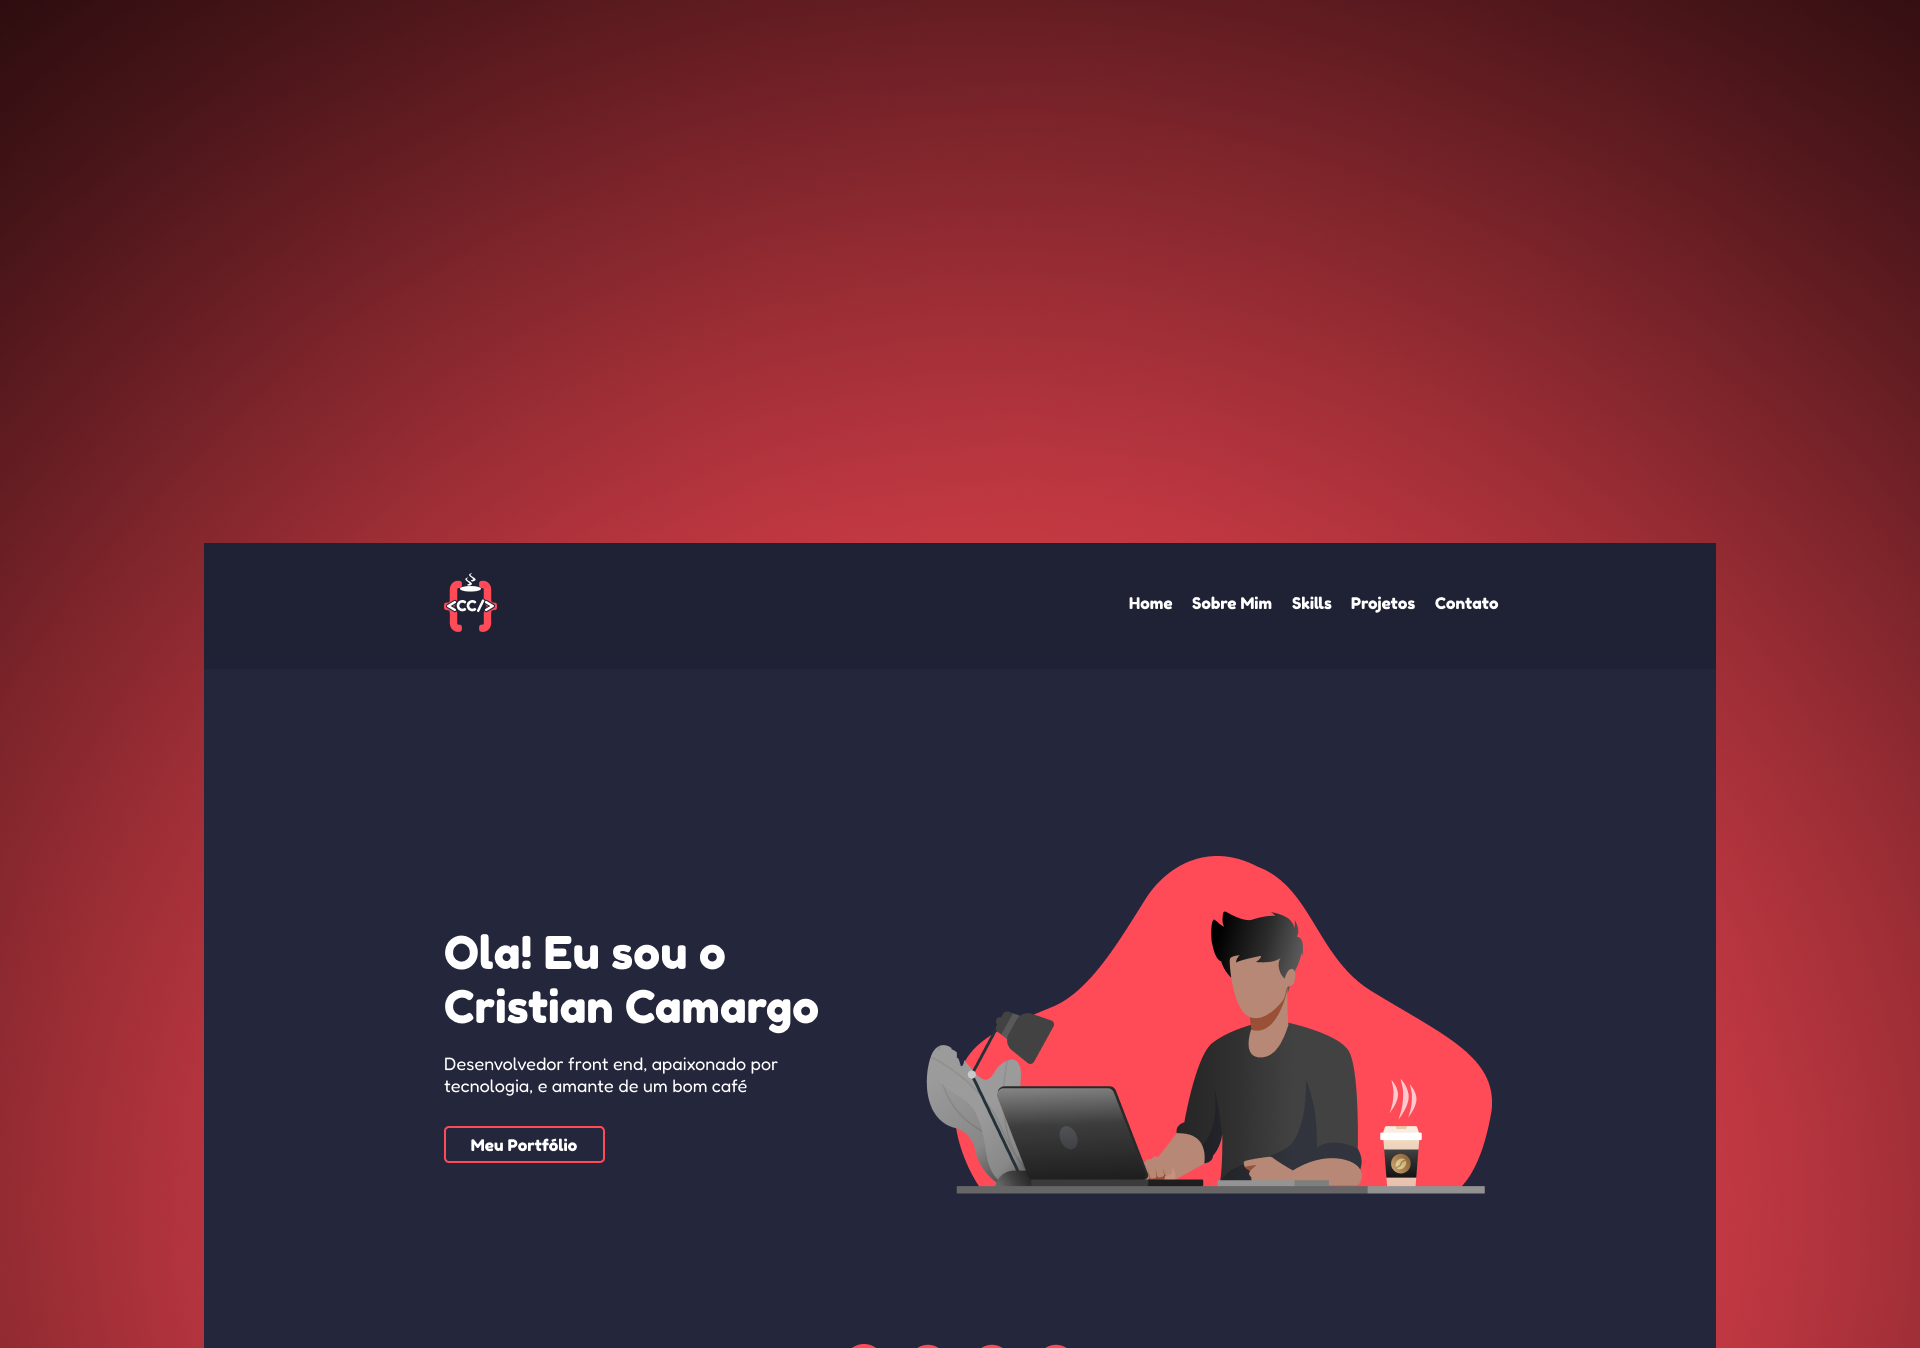 <CC/>
Home Sobre Mim Skills Projetos Contato
Ola! Eu sou o
Cristian Camargo
Desenvolvedor front end, apaixonado por
tecnologia, e amante de um bom café
Meu Portfólio